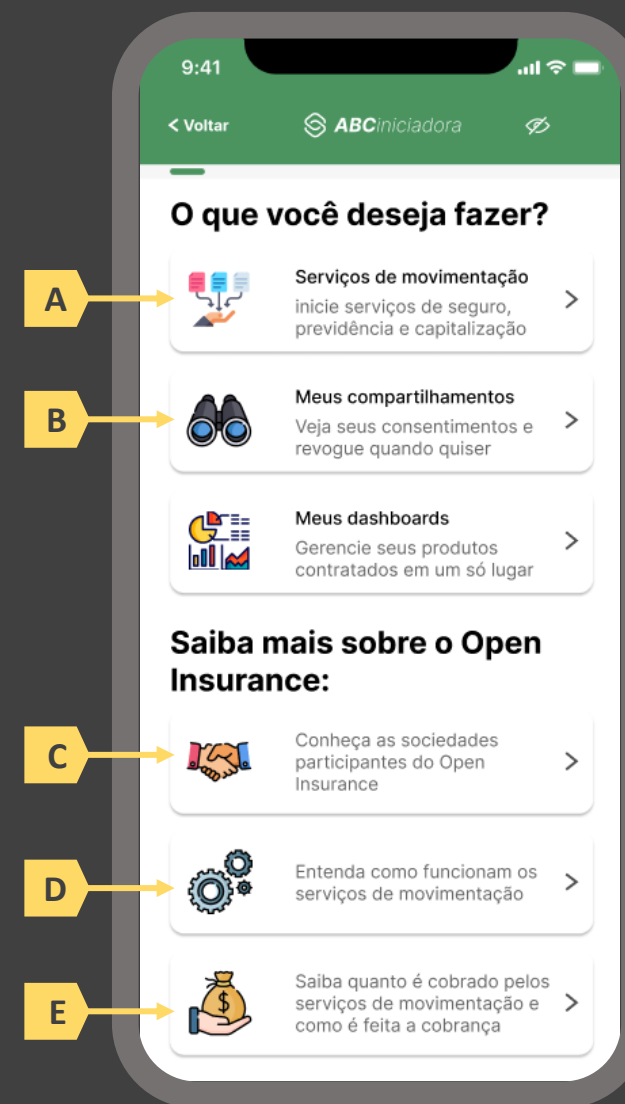 9:41
< Voltar
ABCiniciadora
O que você deseja fazer?
A
Serviços de movimentação
inicie serviços de seguro,
previdência e capitalização
B
Meus compartilhamentos
Veja seus consentimentos e
revogue quando quiser
Meus dashboards
Gerencie seus produtos
contratados em um só lugar
Saiba mais sobre o Open
Insurance:
C
Conheça as sociedades
participantes do Open
Insurance
D
Entenda como funcionam os
serviços de movimentação
E
Saiba quanto é cobrado pelos
serviços de movimentação e
como é feita a cobrança